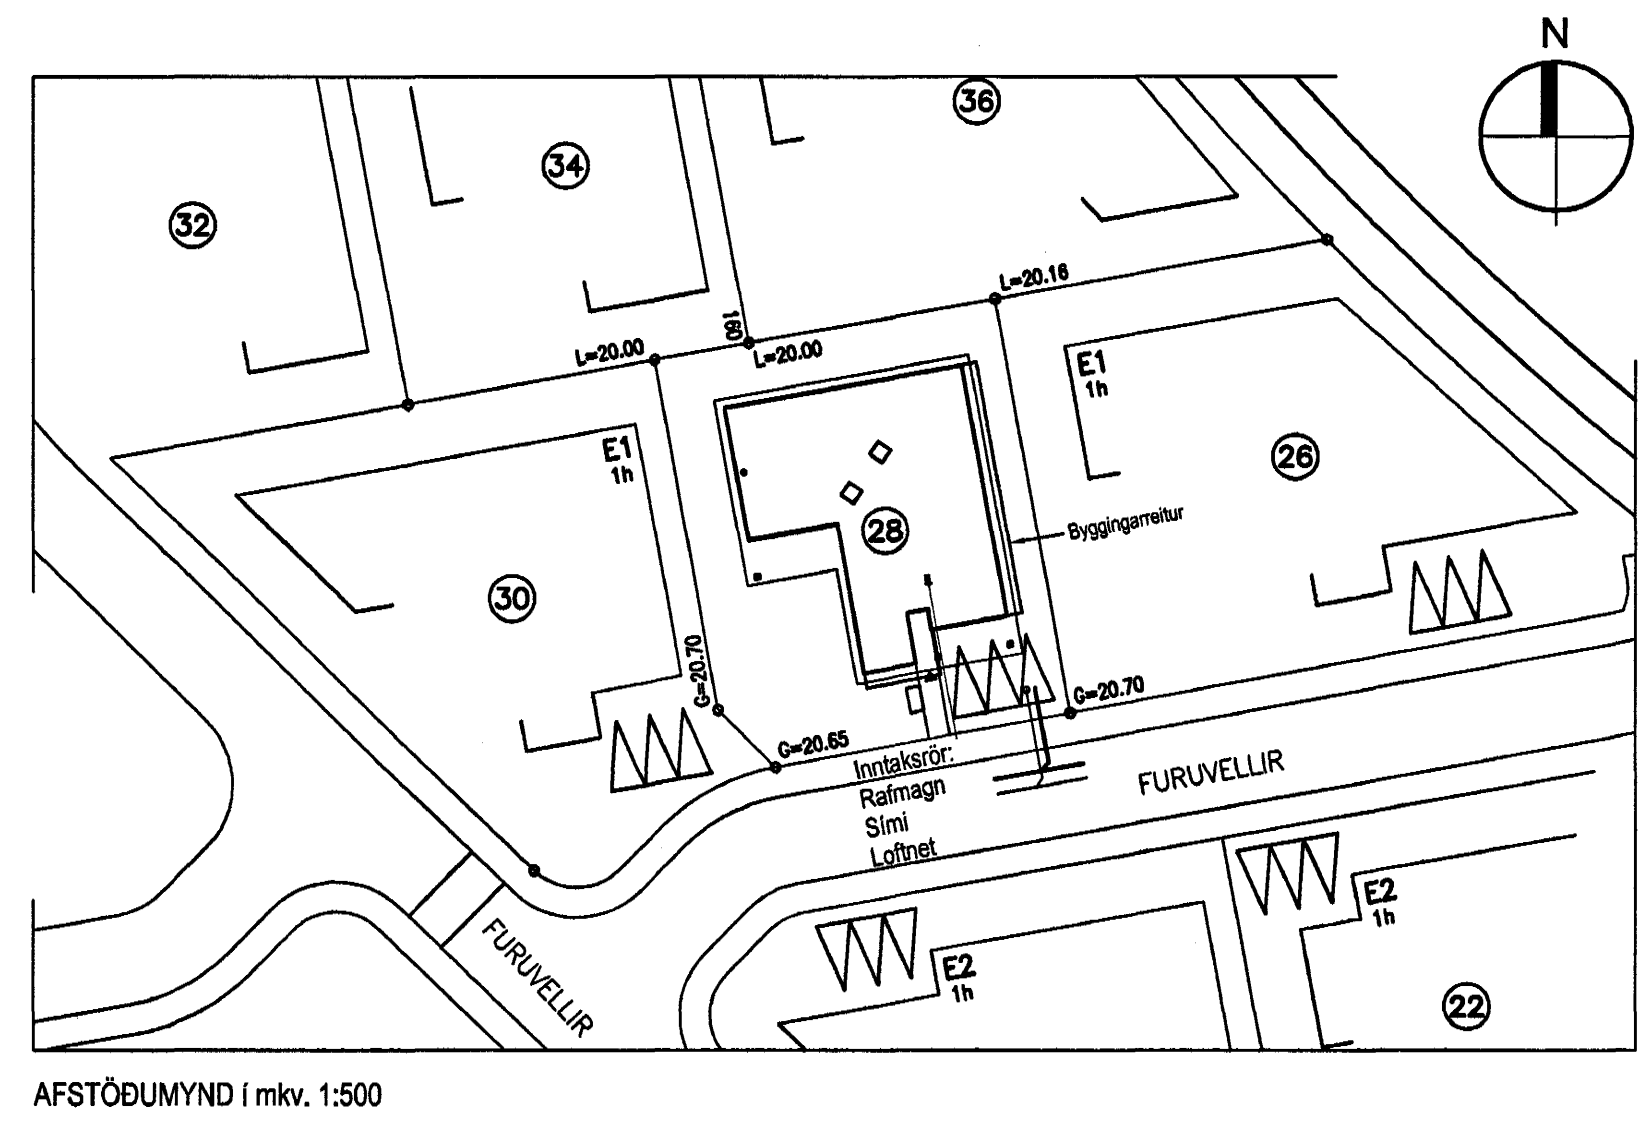 N
36
34
32
L=20.16
160
L=20.00
L=20.00
E1
1h
E1
1h
26
28
Byggingarreitur
30
G=20.70
G=20.70
G=20.65
Inntaksrör:
Rafmagn
Sími
Loftnet
FURUVELLIR
FURUVELLIR
E2
1h
E2
1h
22
AFSTÖÐUMYND í mkv. 1:500